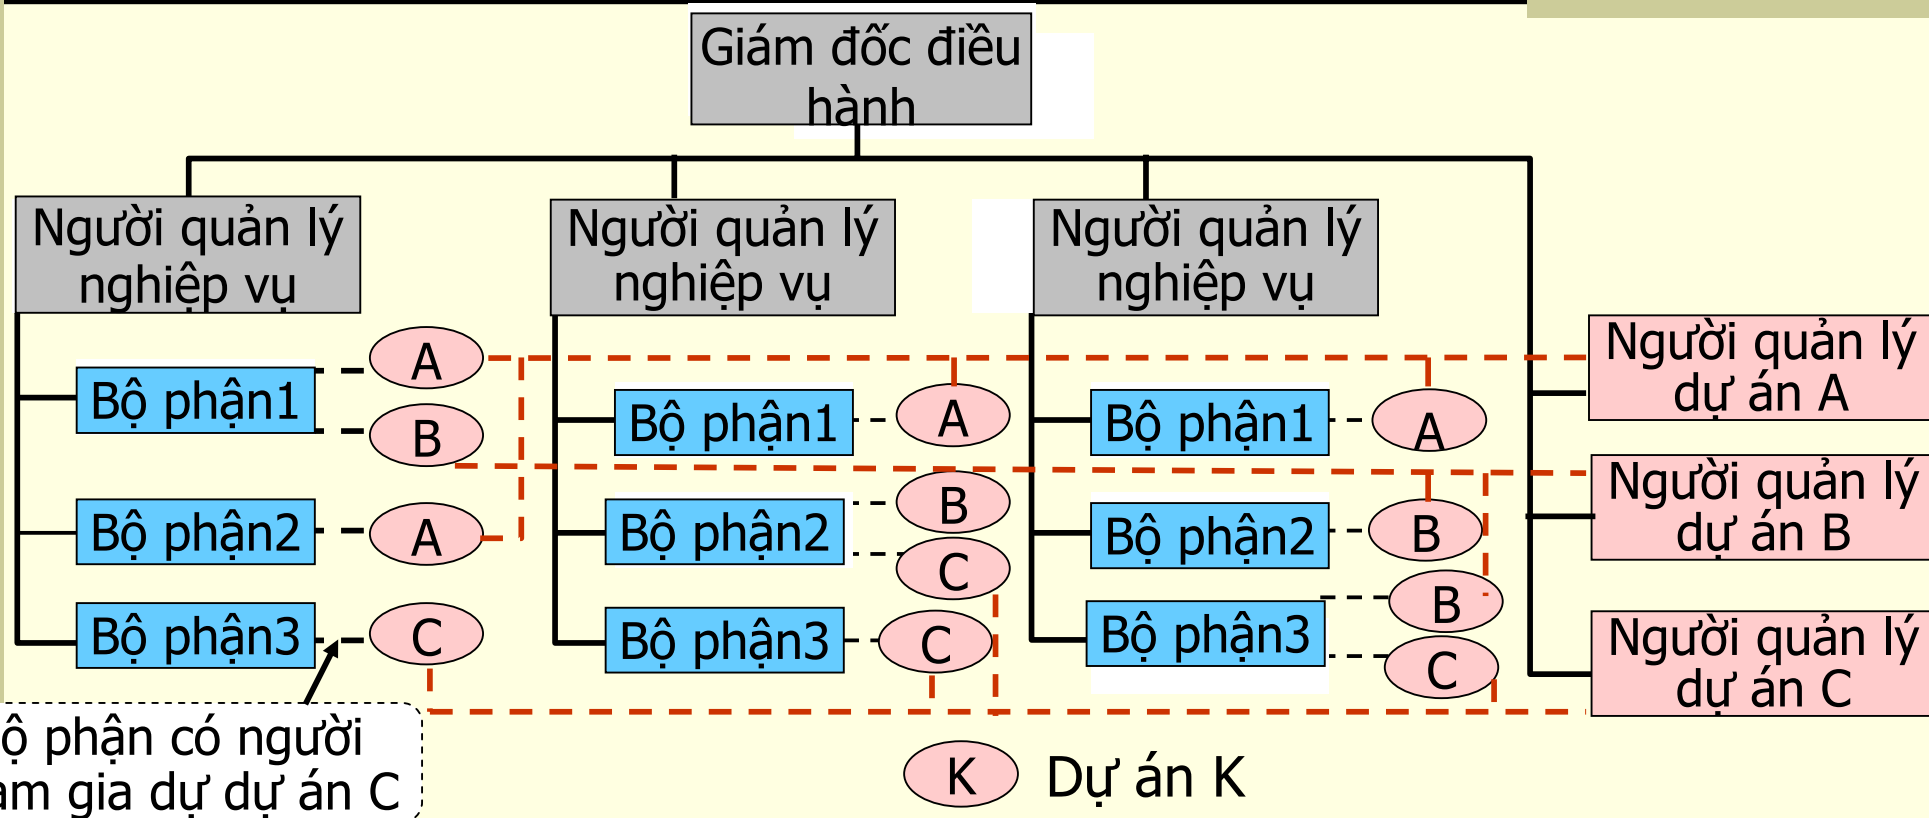 Giám đốc điều
hành
Người quản lý
nghiệp vụ
Người quản lý
nghiệp vụ
Người quản lý
nghiệp vụ
Bộ phận1
A
B
Bộ phận2
A
Bộ phận3
C
Bộ phận1
A
Bộ phận2
B
C
Bộ phận3
C
Bộ phận1
A
Bộ phận2
B
Bộ phận3
B
C
Người quản lý
dự án A
Người quản lý
dự án B
Người quản lý
dự án C
phận có người
gia dự dự án C
K
Dự án K